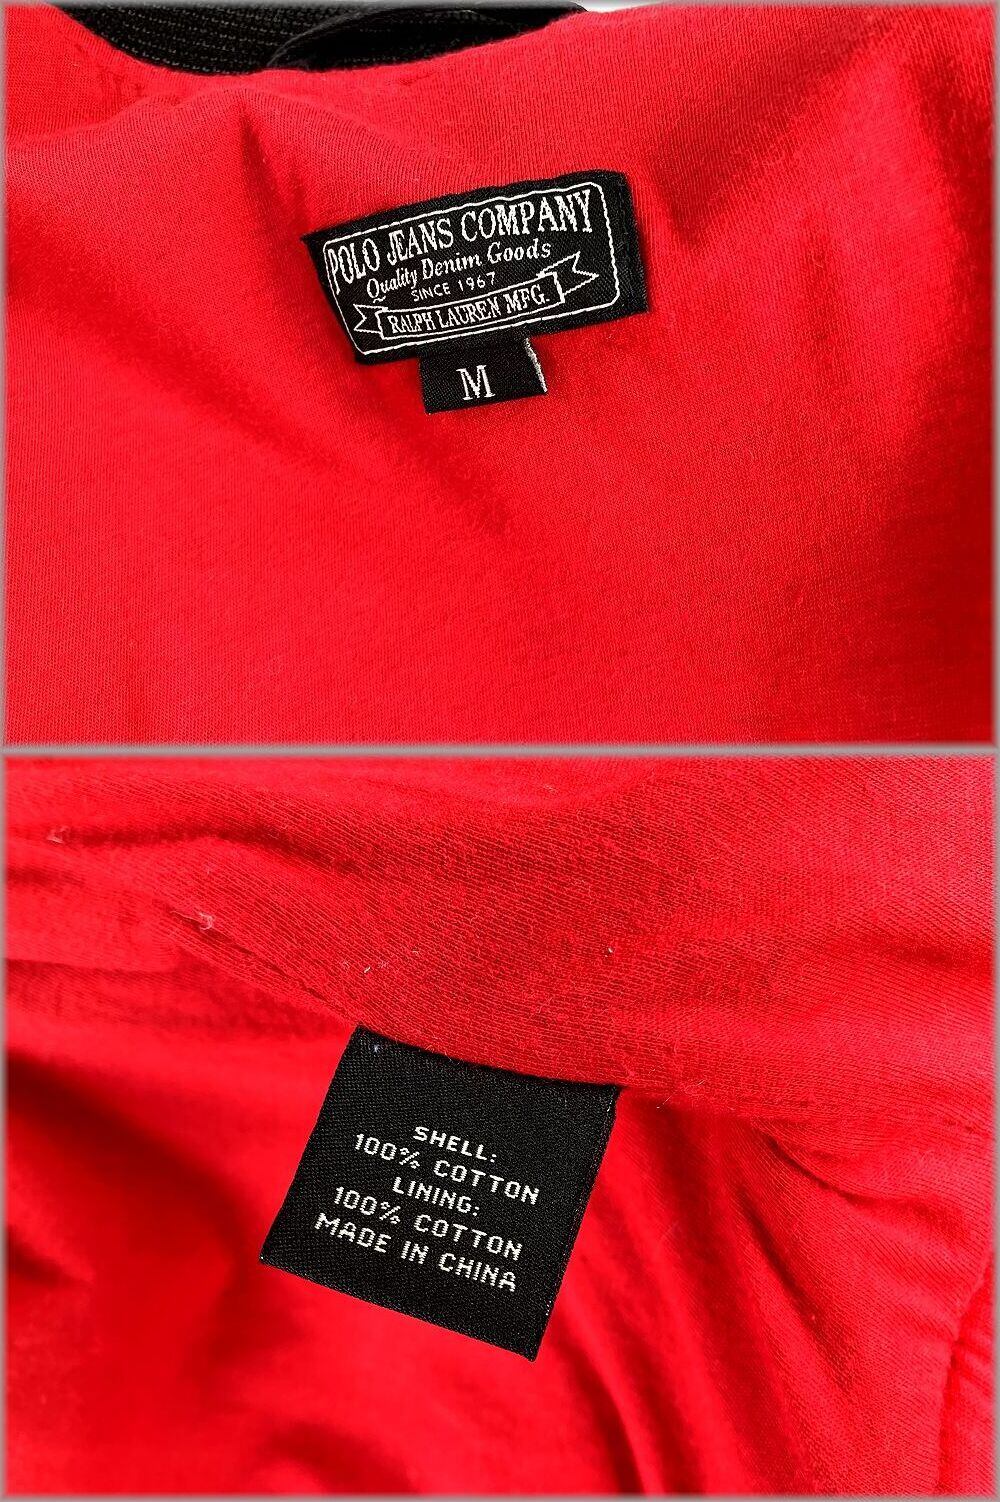 POLO JEANS COMPANY
Quality Denim Goods
SINCE 1967
RALPH LAUREN MFG.
M
SHELL:
100% COTTON
LINING:
100% COTTON
MADE IN CHINA